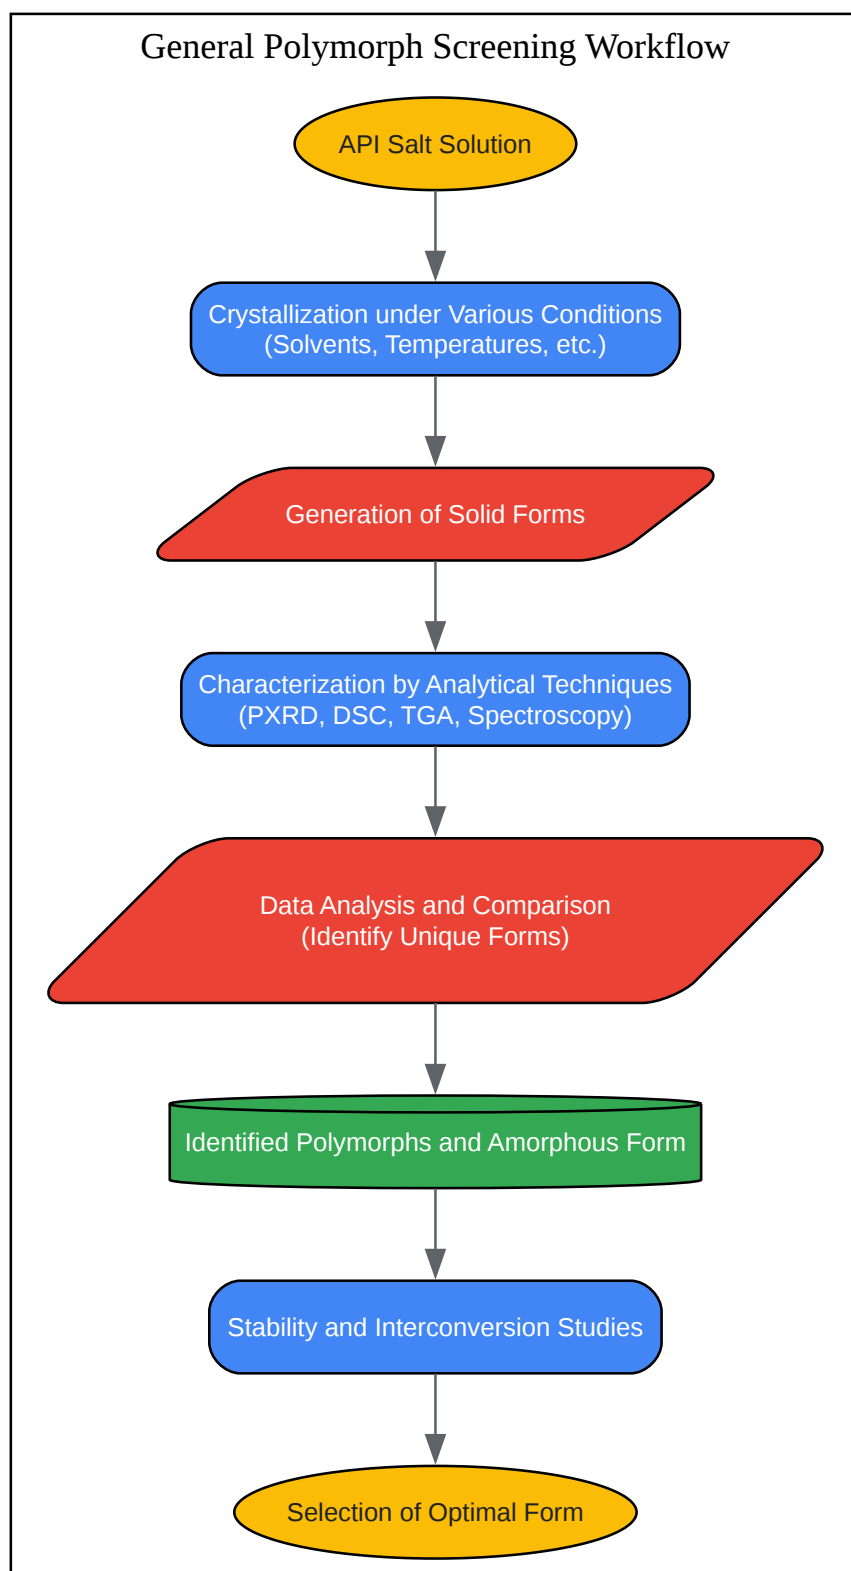 General Polymorph Screening Workflow
API Salt Solution
Crystallization under Various Conditions
(Solvents, Temperatures, etc.)
Generation of Solid Forms
Characterization by Analytical Techniques
(PXRD, DSC, TGA, Spectroscopy)
Data Analysis and Comparison
(Identify Unique Forms)
Identified Polymorphs and Amorphous Form
Stability and Interconversion Studies
Selection of Optimal Form